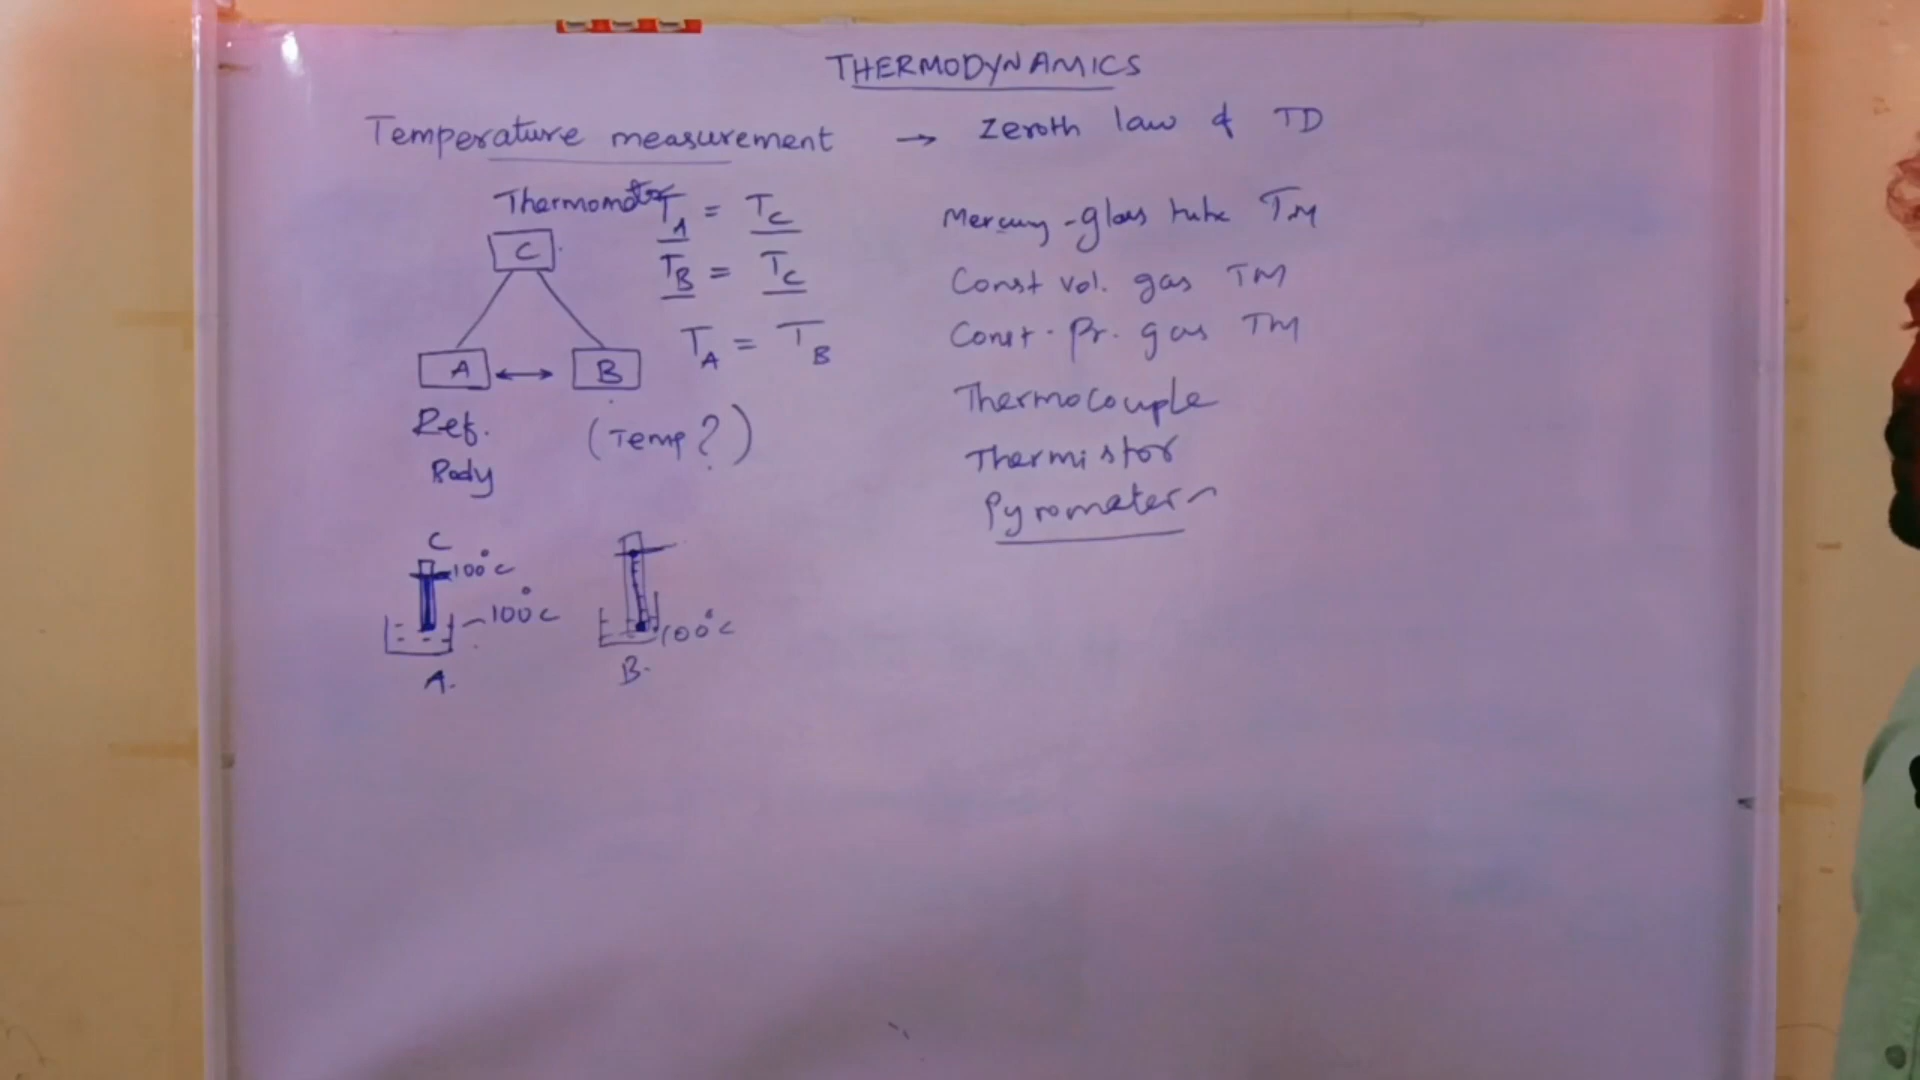 THERMODYNAMICS
Temperature measurement → Zeroth law of TD
Thermometer
T_A = T_C
C
T_B = T_C
A ↔ B
T_A = T_B
Ref. Body
(Temp?)
Mercury-glass tube TM
Const vol. gas TM
Const. Pr. gas TM
Thermocouple
Thermistor
Pyrometer
C
100°C
100°C
A.
100°C
B.